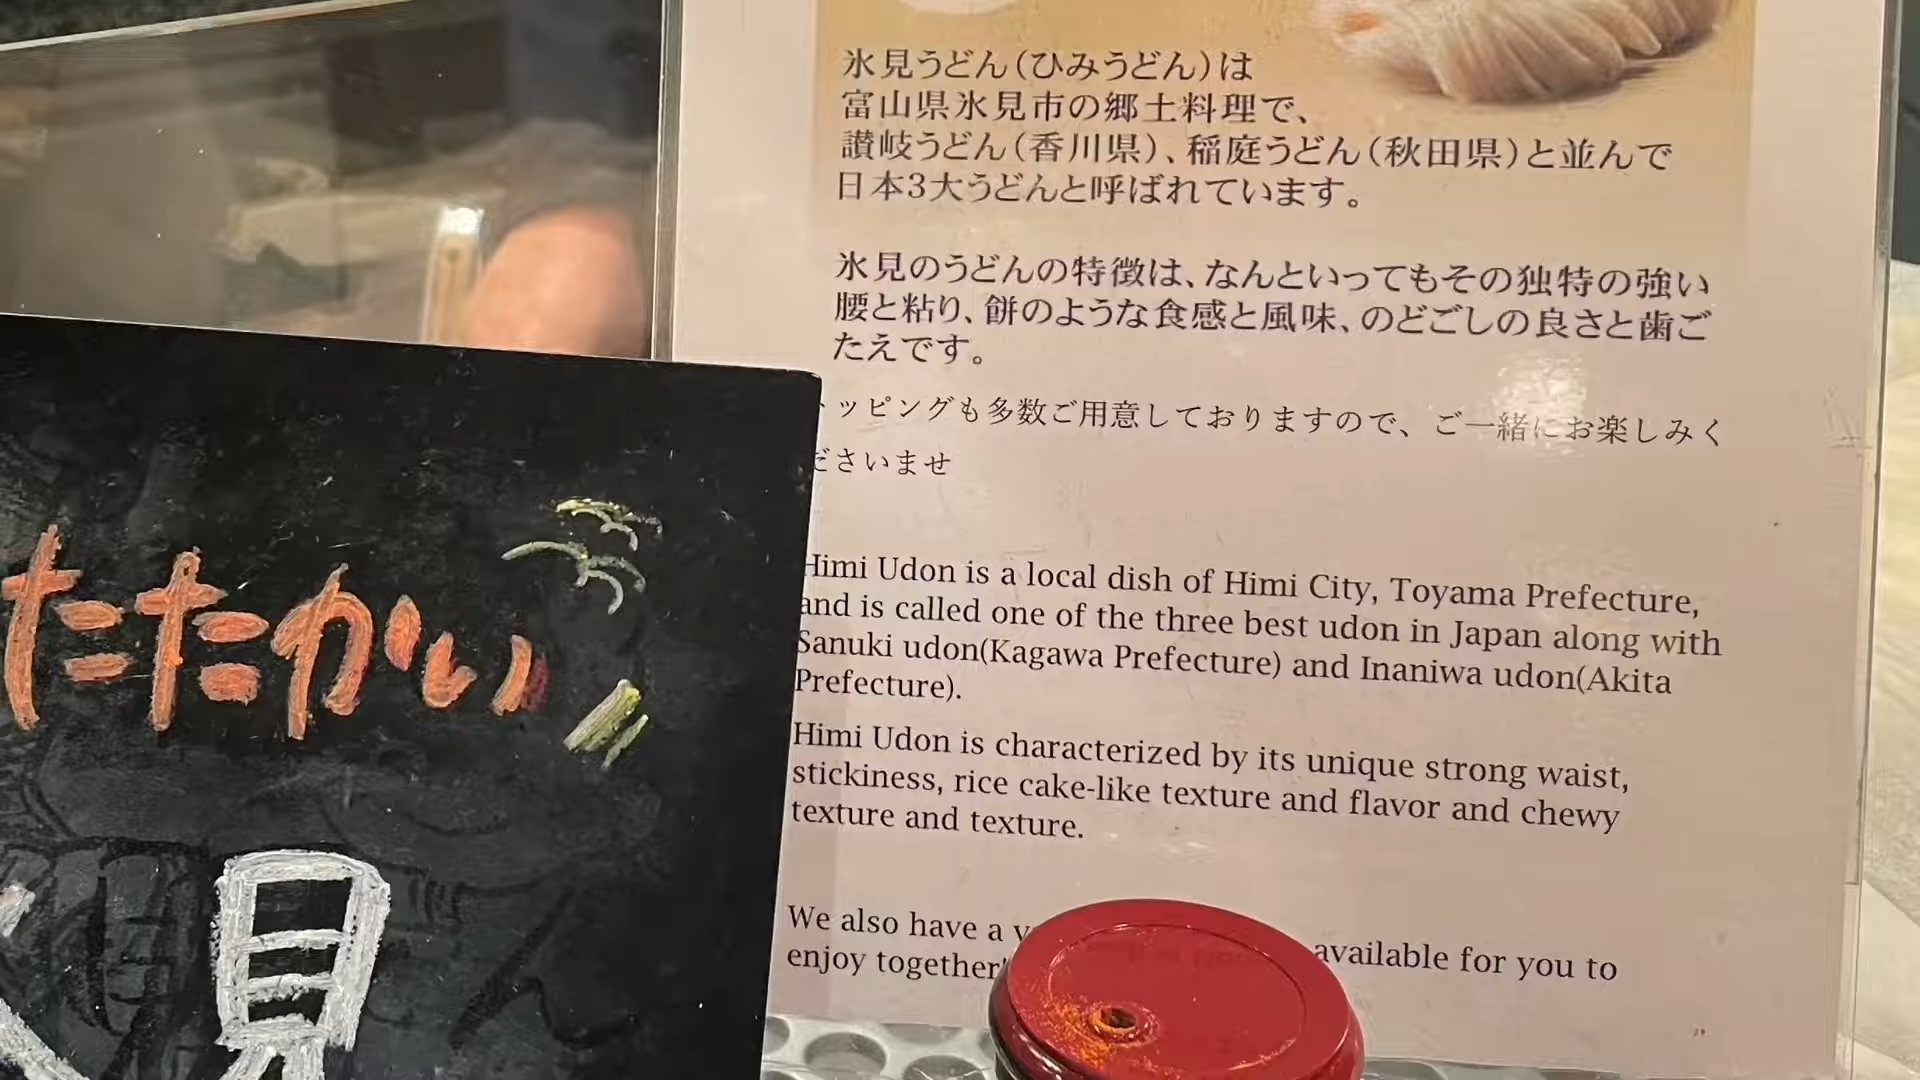 氷見うどん（ひみうどん）は
富山県氷見市の郷土料理で、
讃岐うどん（香川県）、稲庭うどん（秋田県）と並んで
日本3大うどんと呼ばれています。
氷見のうどんの特徴は、なんといってもその独特の強い
腰と粘り、餅のような食感と風味、のどごしの良さと歯ご
たえです。
ッピングも多数ご用意しておりますので、ご一緒にお楽しみく
ださいませ
Himi Udon is a local dish of Himi City, Toyama Prefecture,
and is called one of the three best udon in Japan along with
Sanuki udon(Kagawa Prefecture) and Inaniwa udon(Akita
Prefecture).
Himi Udon is characterized by its unique strong waist,
stickiness, rice cake-like texture and flavor and chewy
texture and texture.
We also have a available for you to
enjoy together
たたかい
見